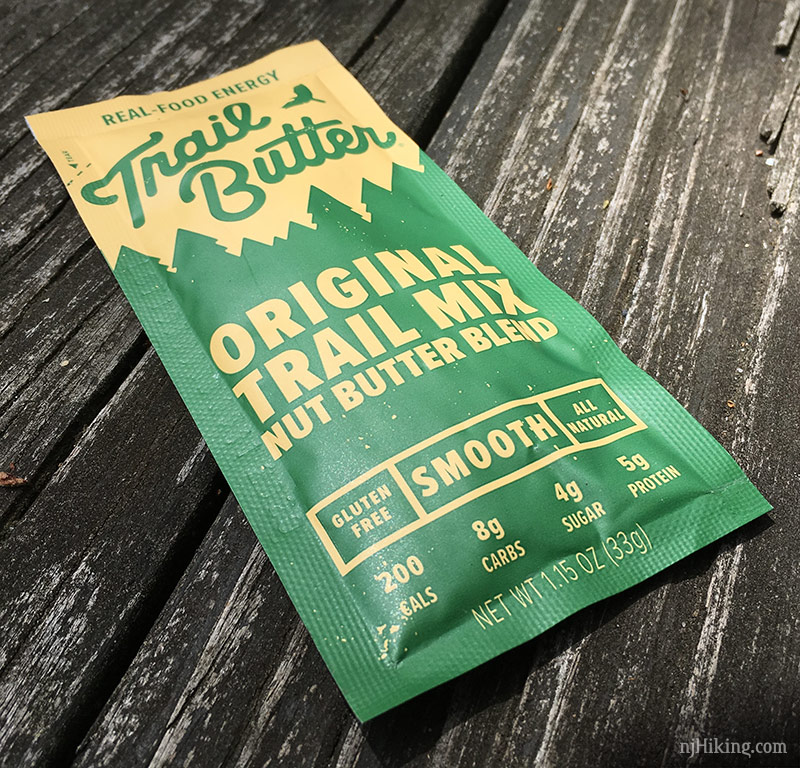 REAL-FOOD ENERGY
Trail
Butter
ORIGINAL
TRAIL MIX
NUT BUTTER BLEND
GLUTEN
FREE
SMOOTH
ALL
NATURAL
200
CALS
8g
CARBS
4g
SUGAR
5g
PROTEIN
NET WT 1.15 OZ (33g)
njHiking.com